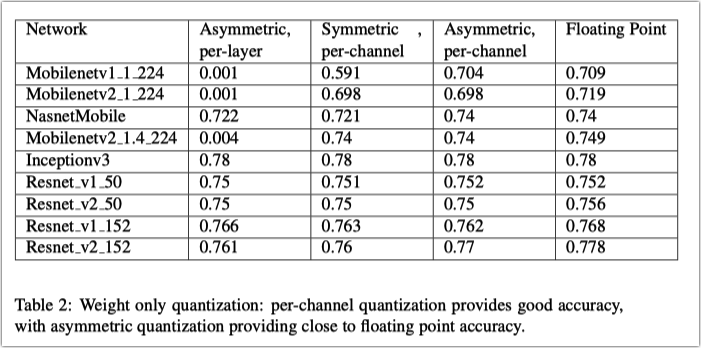 Network Asymmetric, Symmetric , Asymmetric, Floating Point
per-layer per-channel per-channel
Mobilenetv1_1_224 0.001 0.591 0.704 0.709
Mobilenetv2_1_224 0.001 0.698 0.698 0.719
NasnetMobile 0.722 0.721 0.74 0.74
Mobilenetv2_1.4_224 0.004 0.74 0.74 0.749
Inceptionv3 0.78 0.78 0.78 0.78
Resnet_v1_50 0.75 0.751 0.752 0.752
Resnet_v2_50 0.75 0.75 0.75 0.756
Resnet_v1_152 0.766 0.763 0.762 0.768
Resnet_v2_152 0.761 0.76 0.77 0.778
Table 2: Weight only quantization: per-channel quantization provides good accuracy,
with asymmetric quantization providing close to floating point accuracy.